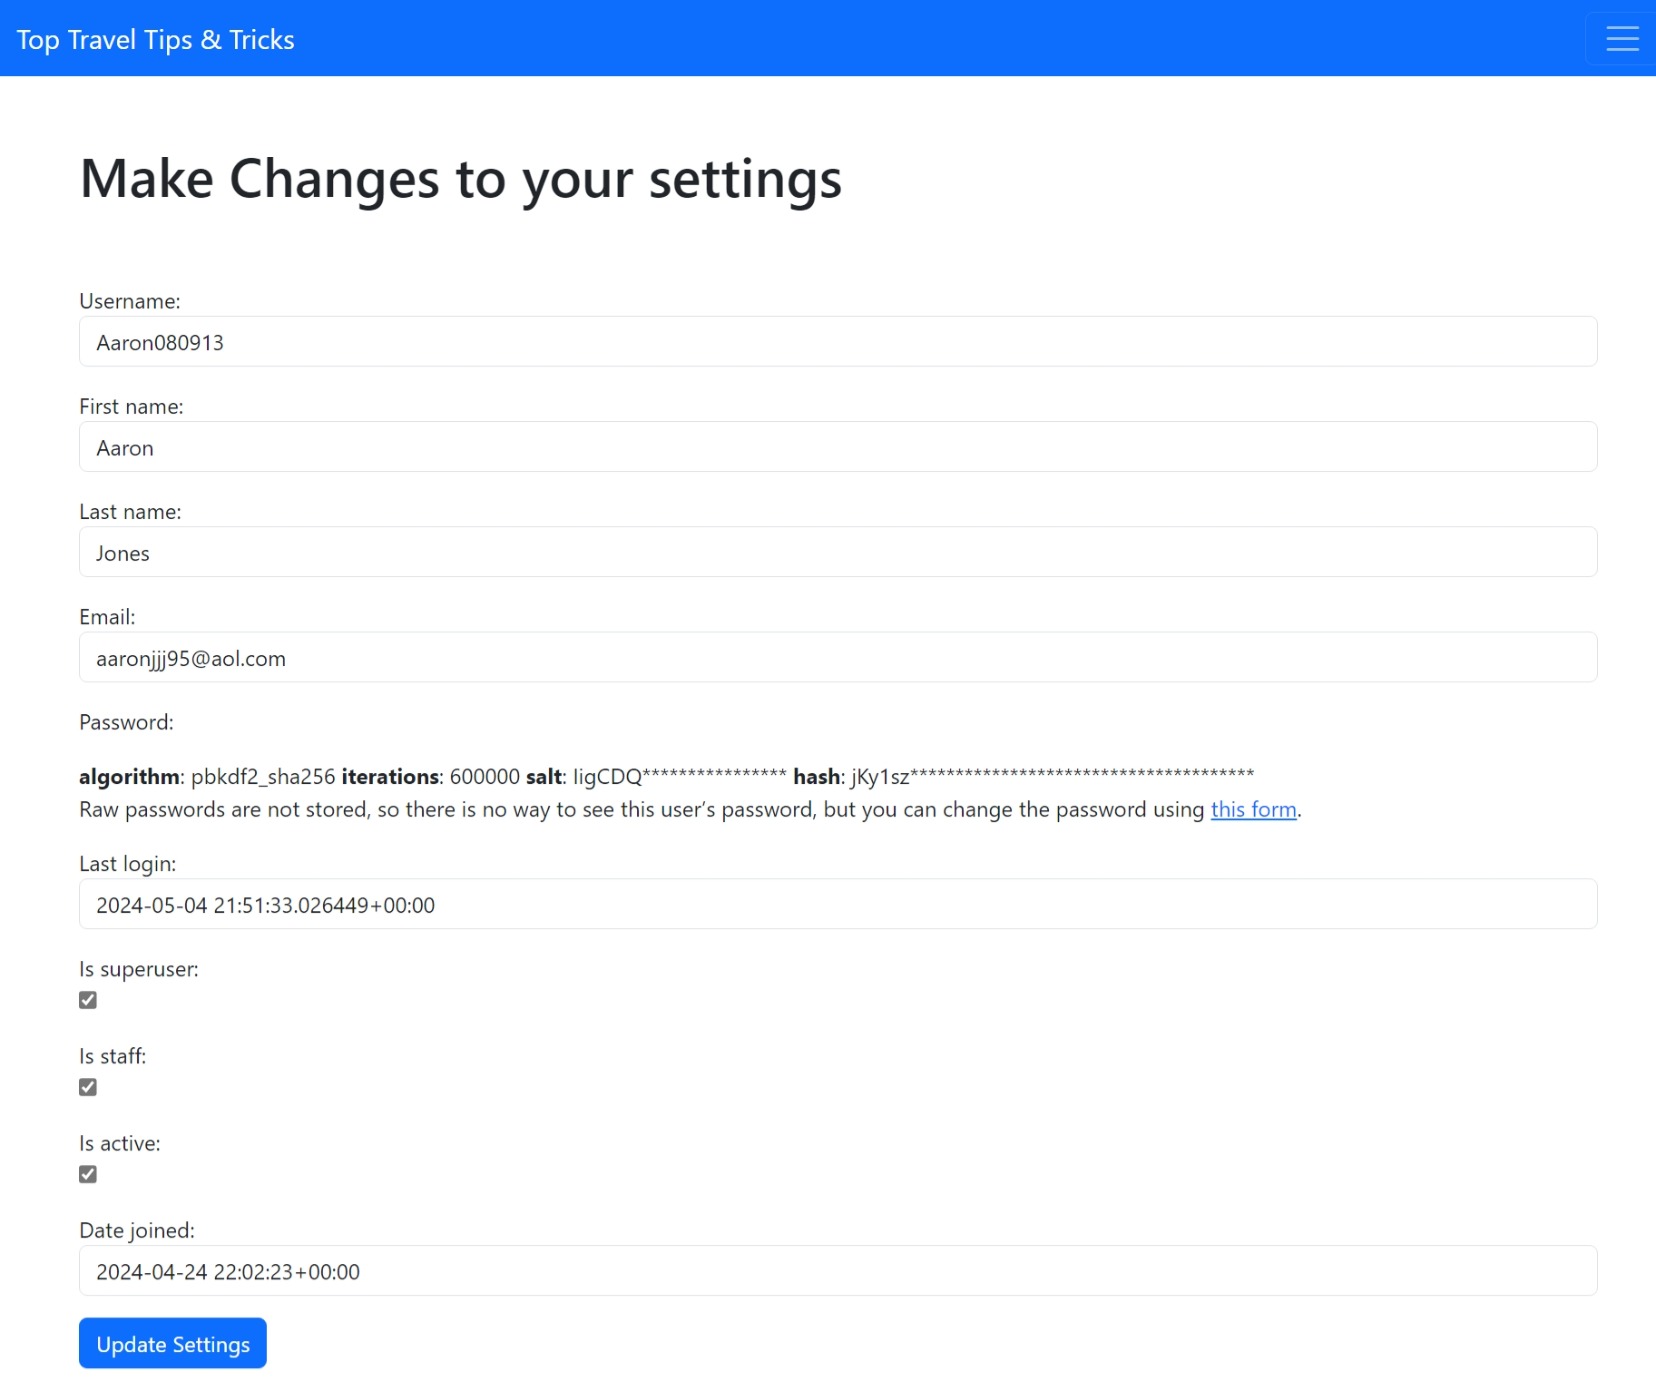 Top Travel Tips & Tricks
Make Changes to your settings
Username:
Aaron080913
First name:
Aaron
Last name:
Jones
Email:
aaronjjj95@aol.com
Password:
algorithm: pbkdf2_sha256 iterations: 600000 salt: IigCDQ**************** hash: jKy1sz**************************************
Raw passwords are not stored, so there is no way to see this user’s password, but you can change the password using this form.
Last login:
2024-05-04 21:51:33.026449+00:00
Is superuser:
Is staff:
Is active:
Date joined:
2024-04-24 22:02:23+00:00
Update Settings